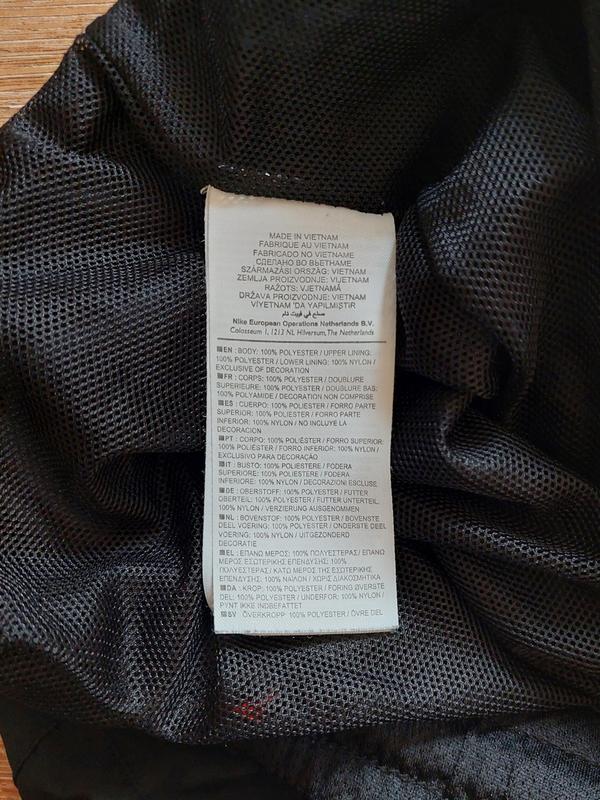 MADE IN VIETNAM
FABRIQUE AU VIETNAM
FABRICADO NO VIETNAME
СДЕЛАНО ВО ВЬЕТНАМЕ
SZÁRMAZÁSI ORSZÁG: VIETNAM
ZEMLJA PROIZVODNJE: VIJETNAM
RAŽOTS: VJETNAMĀ
DRŽAVA PROIZVODNJE: VIETNAM
VİYETNAM 'DA YAPILMIŞTIR
صنع في فييت نام
Nike European Operations Netherlands B.V.
Colosseum 1, 1213 NL Hilversum, The Netherlands
EN : BODY: 100% POLYESTER / UPPER LINING:
100% POLYESTER / LOWER LINING: 100% NYLON /
EXCLUSIVE OF DECORATION
FR : CORPS: 100% POLYESTER / DOUBLURE
SUPERIEURE: 100% POLYESTER / DOUBLURE BAS:
100% POLYAMIDE / DECORATION NON COMPRISE
ES : CUERPO: 100% POLIESTER / FORRO PARTE
SUPERIOR: 100% POLIESTER / FORRO PARTE
INFERIOR: 100% NYLON / NO INCLUYE LA
DECORACION
PT : CORPO: 100% POLIÉSTER / FORRO SUPERIOR:
100% POLIÉSTER / FORRO INFERIOR: 100% NYLON /
EXCLUSIVO PARA DECORAÇÃO
IT : BUSTO: 100% POLIESTERE / FODERA
SUPERIORE: 100% POLIESTERE / FODERA
INFERIORE: 100% NYLON / DECORAZIONI ESCLUSE
DE : OBERSTOFF: 100% POLYESTER / FUTTER
OBERTEIL: 100% POLYESTER / FUTTER UNTERTEIL:
100% NYLON / VERZIERUNG AUSGENOMMEN
NL : BOVENSTOF: 100% POLYESTER / BOVENSTE
DEEL VOERING: 100% POLYESTER / ONDERSTE DEEL
VOERING: 100% NYLON / UITGEZONDERD
DECORATIE
EL : ΕΠΑΝΩ ΜΕΡΟΣ: 100% ΠΟΛΥΕΣΤΕΡΑΣ / ΕΠΑΝΩ
ΜΕΡΟΣ ΕΣΩΤΕΡΙΚΗΣ ΕΠΕΝΔΥΣΗΣ: 100%
ΠΟΛΥΕΣΤΕΡΑΣ / ΚΑΤΩ ΜΕΡΟΣ ΤΗΣ ΕΣΩΤΕΡΙΚΗΣ
ΕΠΕΝΔΥΣΗΣ: 100% ΝΑΙΛΟΝ / ΧΩΡΙΣ ΔΙΑΚΟΣΜΗΤΙΚΑ
DA : KROP: 100% POLYESTER / FORING ØVERSTE
DEL: 100% POLYESTER / UNDERFOR: 100% NYLON /
PYNT IKKE INDBEFATTET
SV : ÖVERKROPP: 100% POLYESTER / ÖVRE DEL